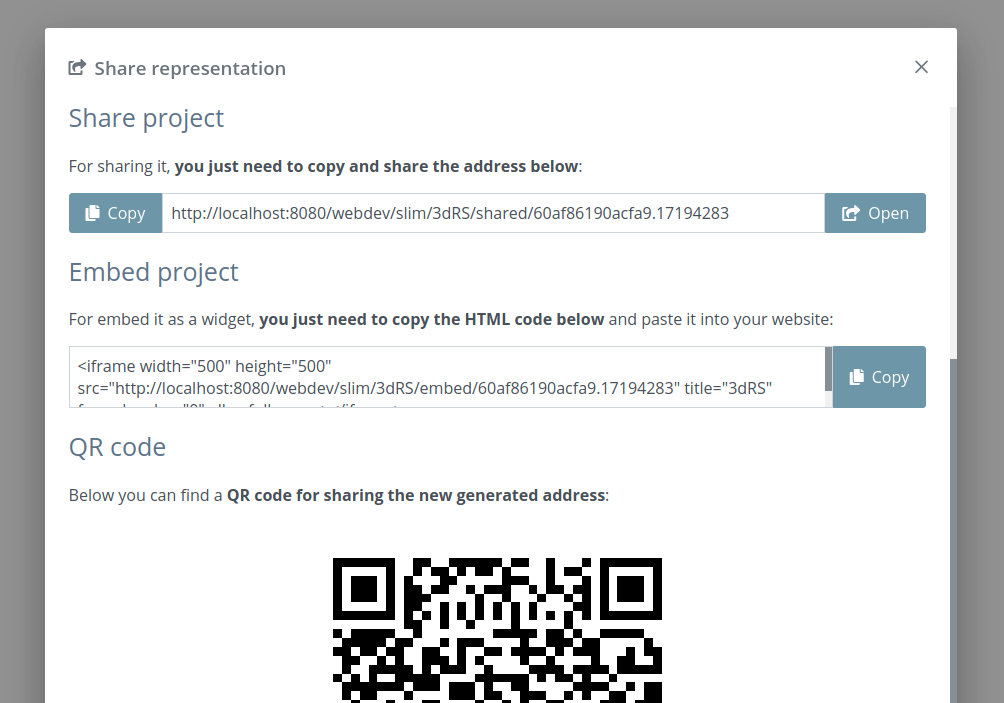 Share representation
Share project
For sharing it, you just need to copy and share the address below:
Copy http://localhost:8080/webdev/slim/3dRS/shared/60af86190acfa9.17194283 Open
Embed project
For embed it as a widget, you just need to copy the HTML code below and paste it into your website:
<iframe width="500" height="500"
src="http://localhost:8080/webdev/slim/3dRS/embed/60af86190acfa9.17194283" title="3dRS"
Copy
QR code
Below you can find a QR code for sharing the new generated address: